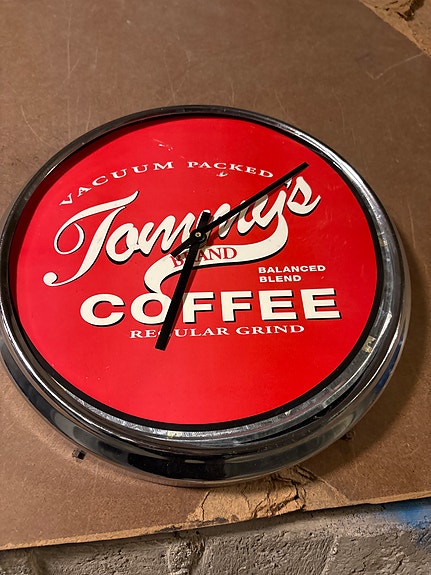 VACUUM PACKED
Tommy's
BRAND
BALANCED
BLEND
COFFEE
REGULAR GRIND